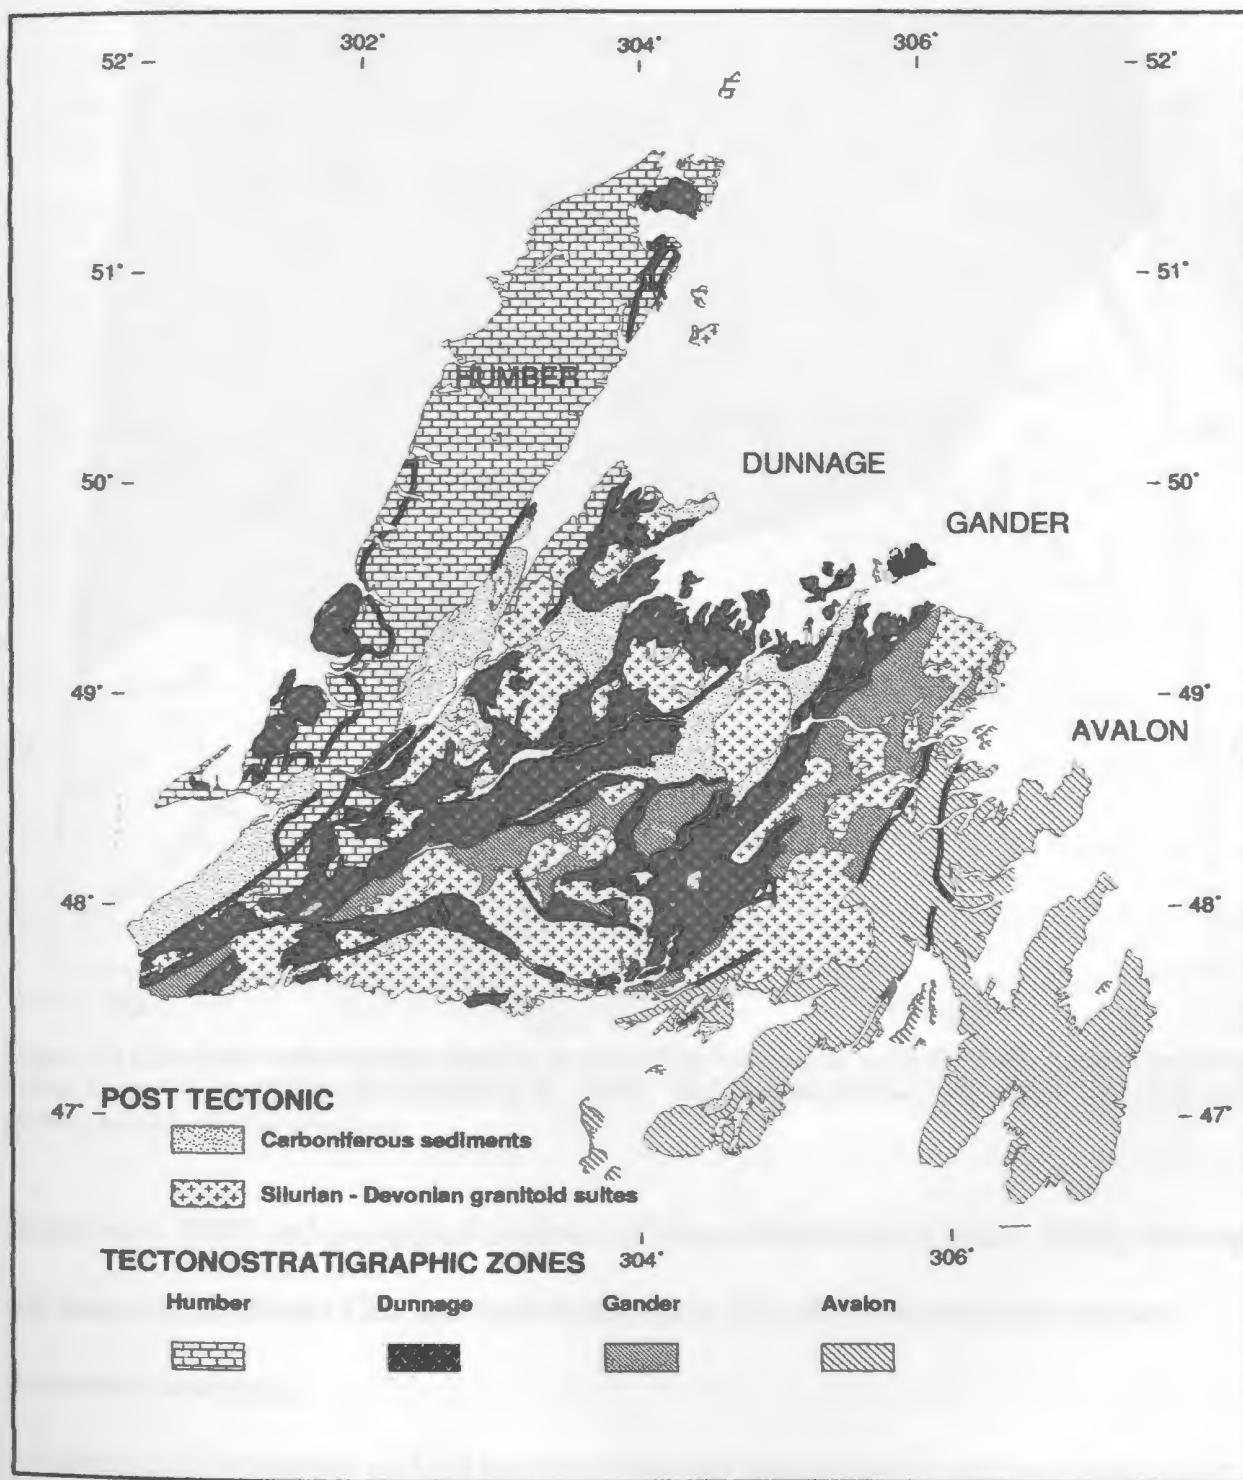 302° 304° 306°
52° – – 52°
51° – – 51°
HUMBER
DUNNAGE
50° – – 50°
GANDER
49° – – 49°
AVALON
48° – – 48°
POST TECTONIC
47° – – 47°
Carboniferous sediments
Silurian - Devonian granitoid suites
304° 306°
TECTONOSTRATIGRAPHIC ZONES
Humber Dunnage Gander Avalon